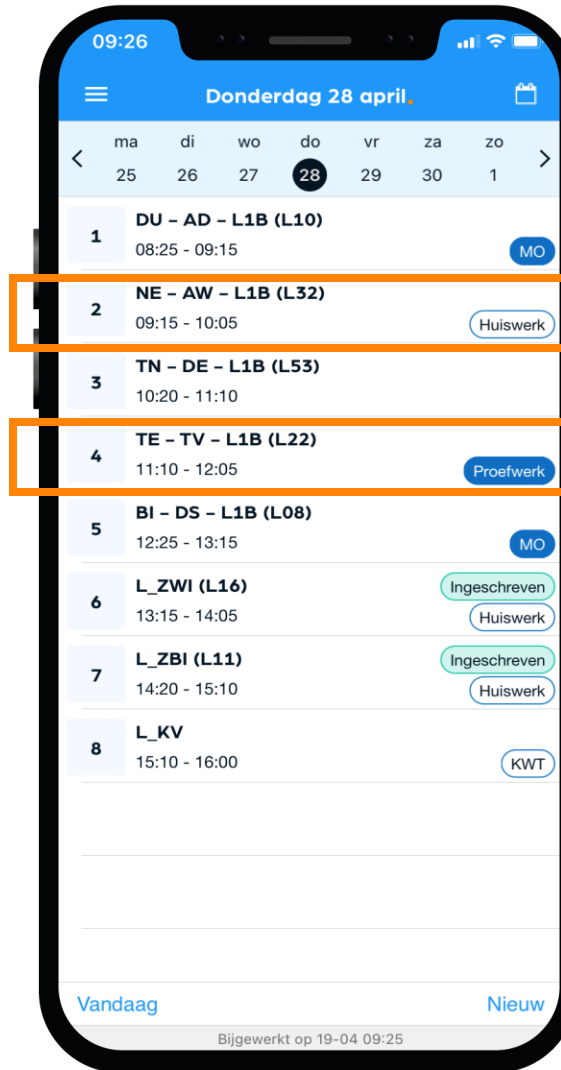 09:26
Donderdag 28 april.
ma di wo do vr za zo
25 26 27 28 29 30 1
1 DU – AD – L1B (L10)
08:25 - 09:15 MO
2 NE – AW – L1B (L32)
09:15 - 10:05 Huiswerk
3 TN – DE – L1B (L53)
10:20 - 11:10
4 TE – TV – L1B (L22)
11:10 - 12:05 Proefwerk
5 BI – DS – L1B (L08)
12:25 - 13:15 MO
6 L_ZWI (L16) Ingeschreven
13:15 - 14:05 Huiswerk
7 L_ZBI (L11) Ingeschreven
14:20 - 15:10 Huiswerk
8 L_KV
15:10 - 16:00 KWT
Vandaag Nieuw
Bijgewerkt op 19-04 09:25